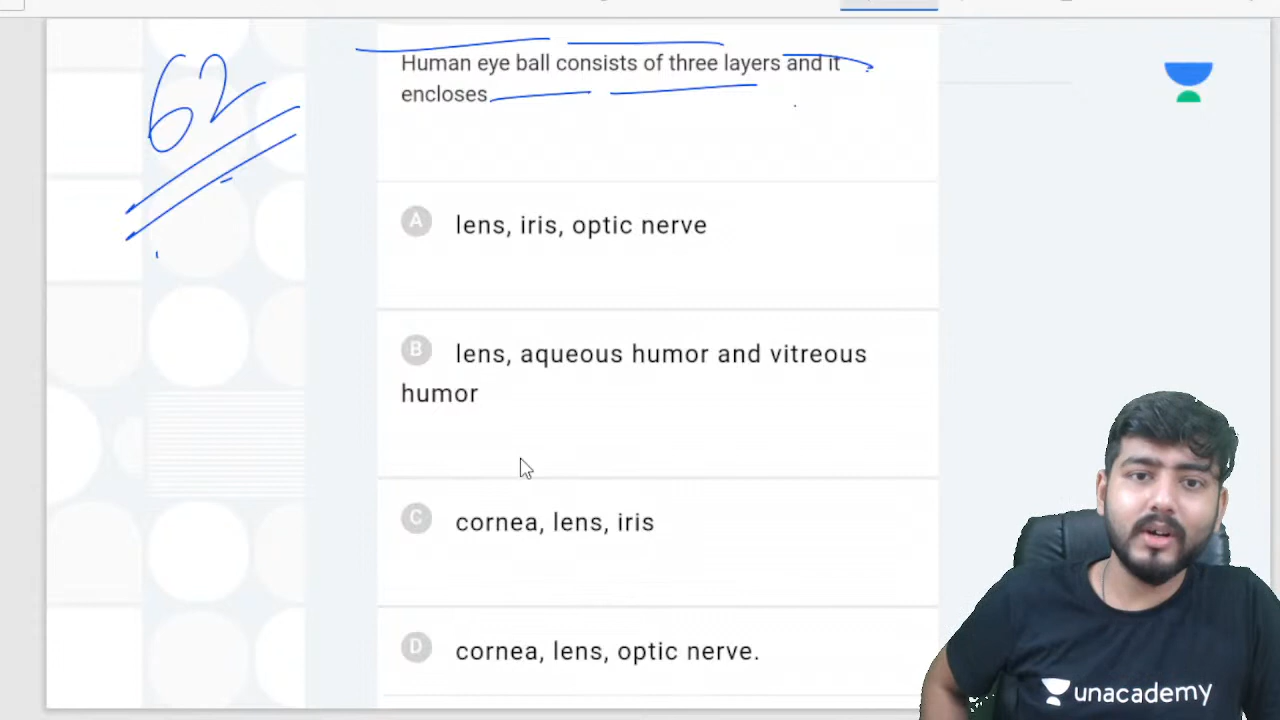 62
Human eye ball consists of three layers and it
encloses
A lens, iris, optic nerve
B lens, aqueous humor and vitreous
humor
C cornea, lens, iris
D cornea, lens, optic nerve.
unacademy